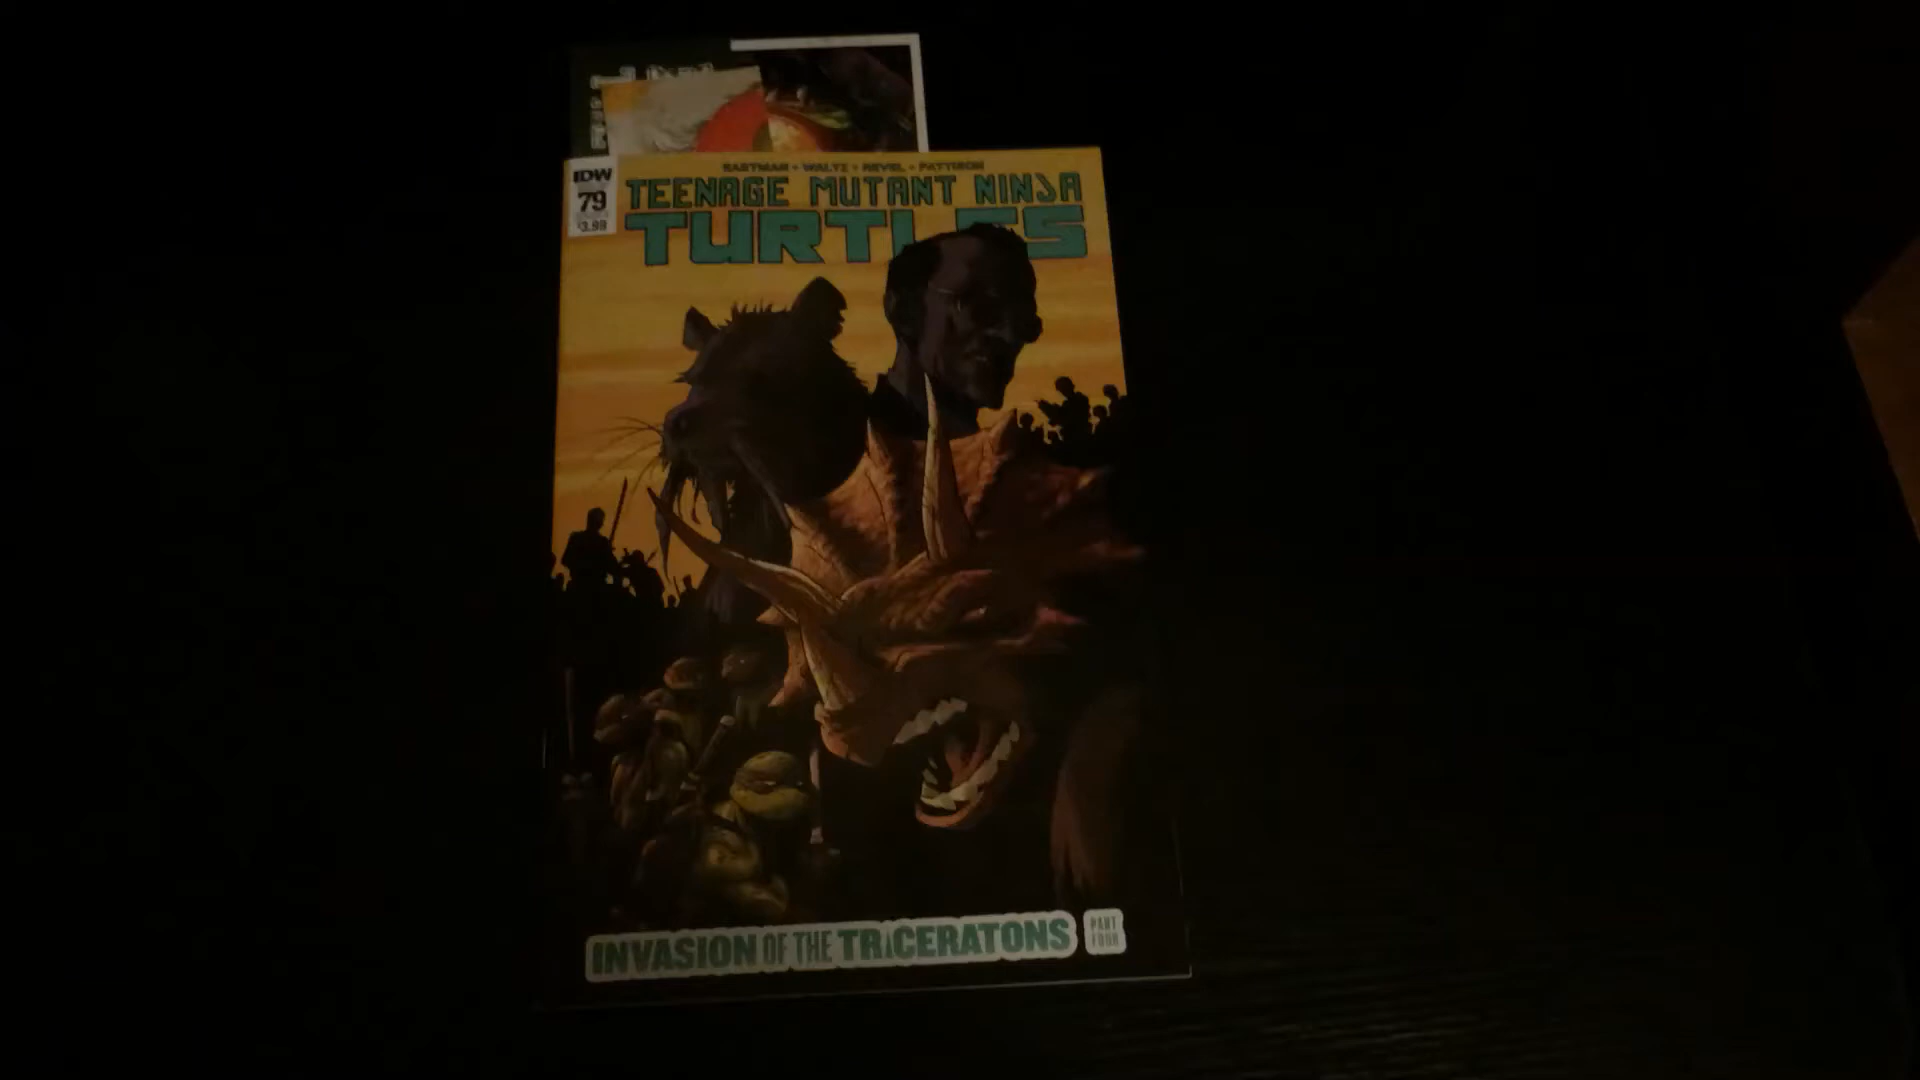 EASTMAN • WALTZ • REVEL • PATTISON
IDW
79
$3.99
TEENAGE MUTANT NINJA
TURTLES
INVASION OF THE TRICERATONS
PART
FOUR